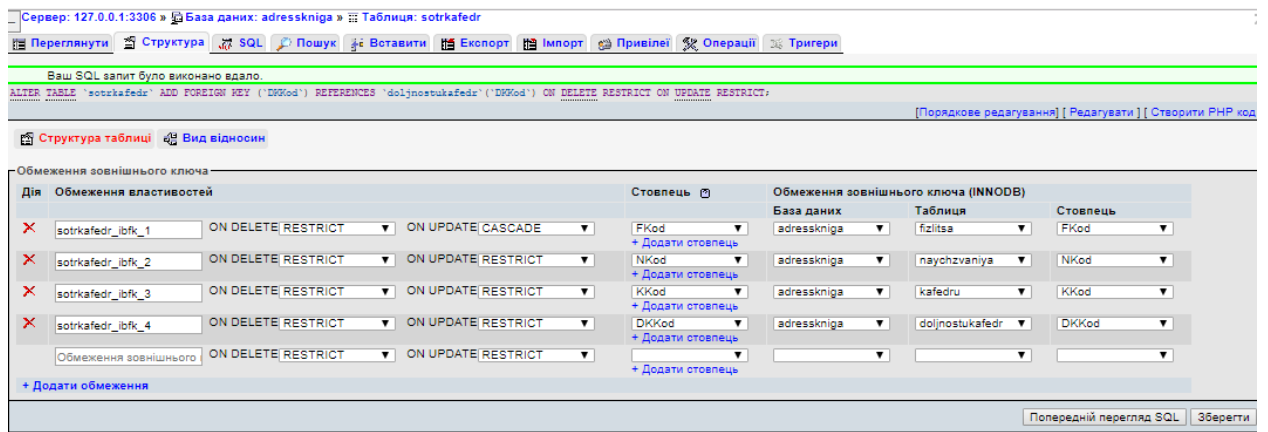 Сервер: 127.0.0.1:3306 » База даних: adresskniga » Таблиця: sotrkafedr
Переглянути Структура SQL Пошук Вставити Експорт Імпорт Привілеї Операції Тригери
Ваш SQL запит було виконано вдало.
ALTER TABLE `sotrkafedr` ADD FOREIGN KEY (`DKKod`) REFERENCES `doljnostukafedr`(`DKKod`) ON DELETE RESTRICT ON UPDATE RESTRICT;
[Порядкове редагування] [ Редагувати ] [ Створити PHP код
Структура таблиці Вид відносин
Обмеження зовнішнього ключа
Дія Обмеження властивостей Стовпець Обмеження зовнішнього ключа (INNODB)
База даних Таблиця Стовпець
sotrkafedr_ibfk_1 ON DELETE RESTRICT ON UPDATE CASCADE FKod adresskniga fizlitsa FKod
+ Додати стовпець
sotrkafedr_ibfk_2 ON DELETE RESTRICT ON UPDATE RESTRICT NKod adresskniga naychzvaniya NKod
+ Додати стовпець
sotrkafedr_ibfk_3 ON DELETE RESTRICT ON UPDATE RESTRICT KKod adresskniga kafedru KKod
+ Додати стовпець
sotrkafedr_ibfk_4 ON DELETE RESTRICT ON UPDATE RESTRICT DKKod adresskniga doljnostukafedr DKKod
+ Додати стовпець
Обмеження зовнішнього ON DELETE RESTRICT ON UPDATE RESTRICT
+ Додати стовпець
+ Додати обмеження
Попередній перегляд SQL Зберегти